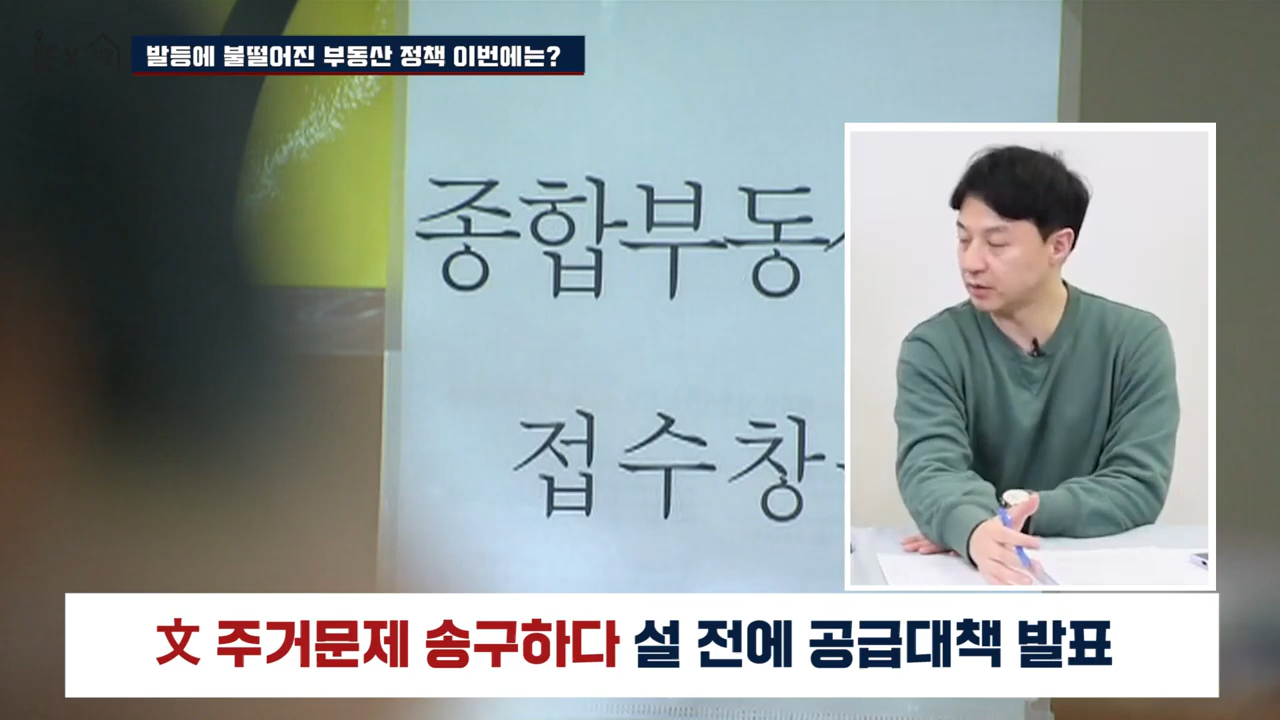 발등에 불떨어진 부동산 정책 이번에는?
종합부동
접수창
文 주거문제 송구하다 설 전에 공급대책 발표